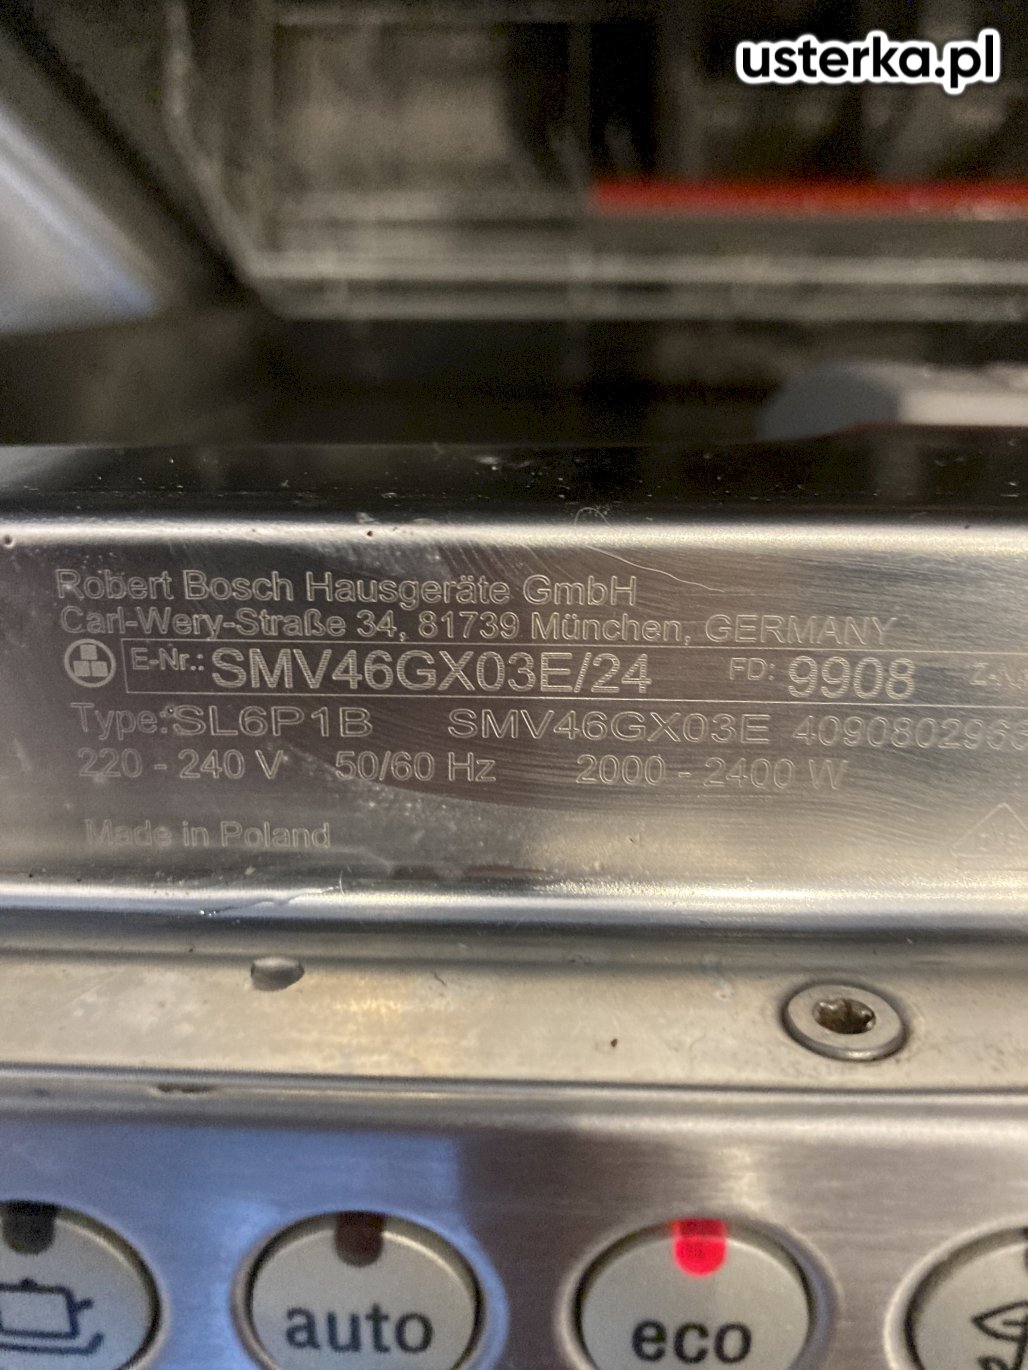 usterka.pl
Robert Bosch Hausgeräte GmbH
Carl-Wery-Straße 34, 81739 München, GERMANY
E-Nr.: SMV46GX03E/24 FD: 9908
Type: SL6P1B SMV46GX03E
220 - 240 V 50/60 Hz 2000 - 2400 W
Made in Poland
auto eco